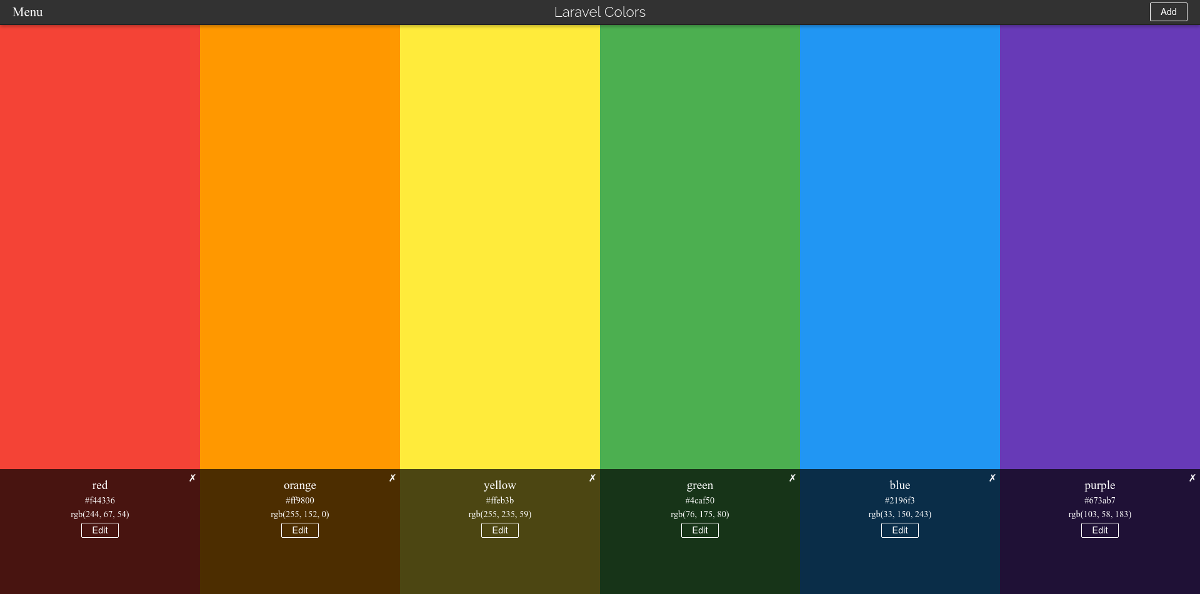 Menu
Laravel Colors
Add
✗
red
#f44336
rgb(244, 67, 54)
Edit
✗
orange
#ff9800
rgb(255, 152, 0)
Edit
✗
yellow
#ffeb3b
rgb(255, 235, 59)
Edit
✗
green
#4caf50
rgb(76, 175, 80)
Edit
✗
blue
#2196f3
rgb(33, 150, 243)
Edit
✗
purple
#673ab7
rgb(103, 58, 183)
Edit